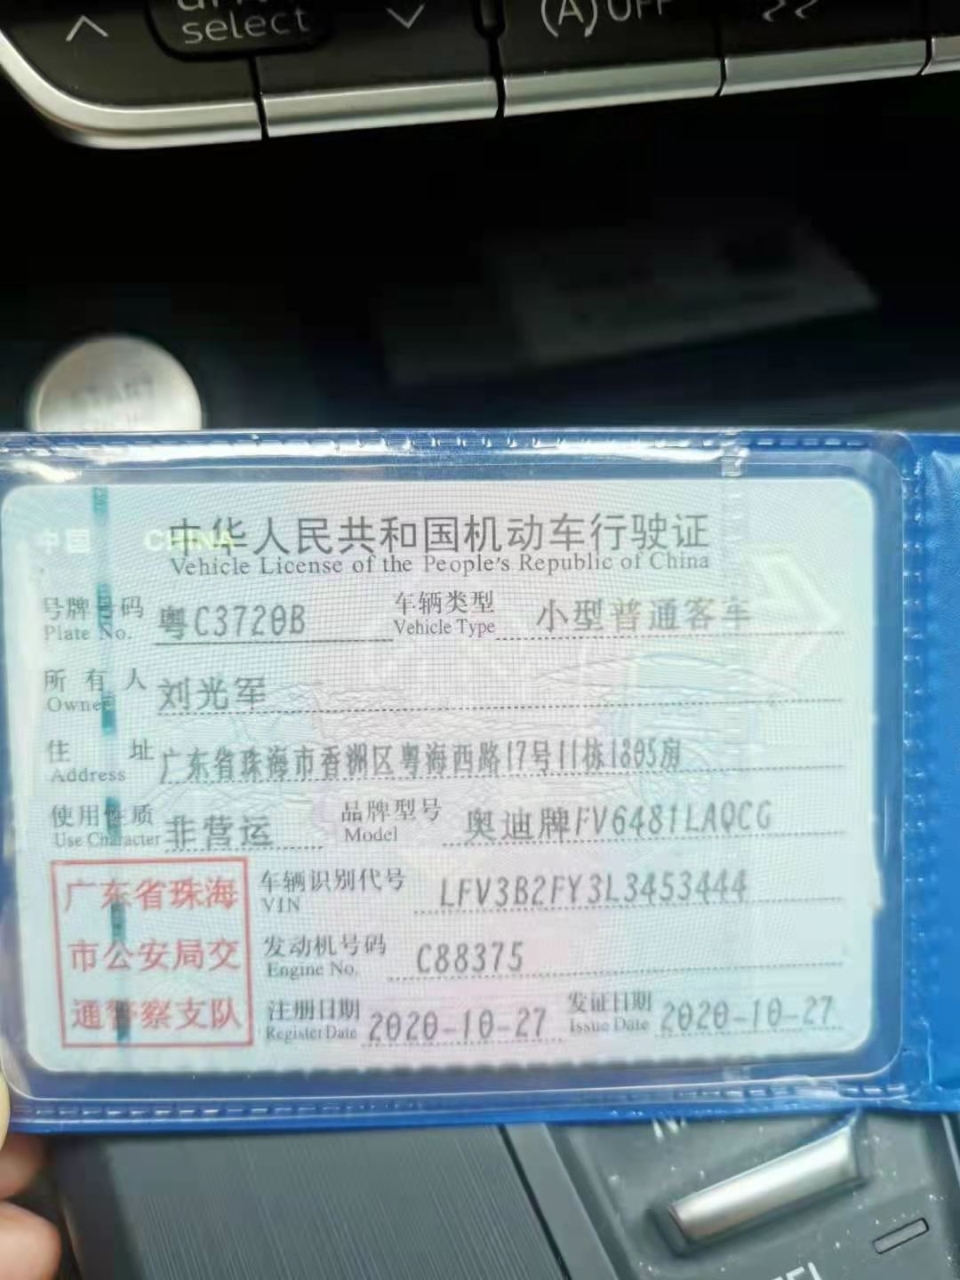 select
(A) OFF
中国 CHINA
中华人民共和国机动车行驶证
Vehicle License of the People's Republic of China
号牌号码 粤C3720B 车辆类型 小型普通客车
Plate No. Vehicle Type
所有人 刘光军
Owner
住址 广东省珠海市香洲区粤海西路17号11栋1805房
Address
使用性质 非营运 品牌型号 奥迪牌FV6481LAQCG
Use Character Model
广东省珠海
市公安局交
通警察支队
车辆识别代号 LFV3B2FY3L3453444
VIN
发动机号码 C88375
Engine No.
注册日期 2020-10-27 发证日期 2020-10-27
Register Date Issue Date